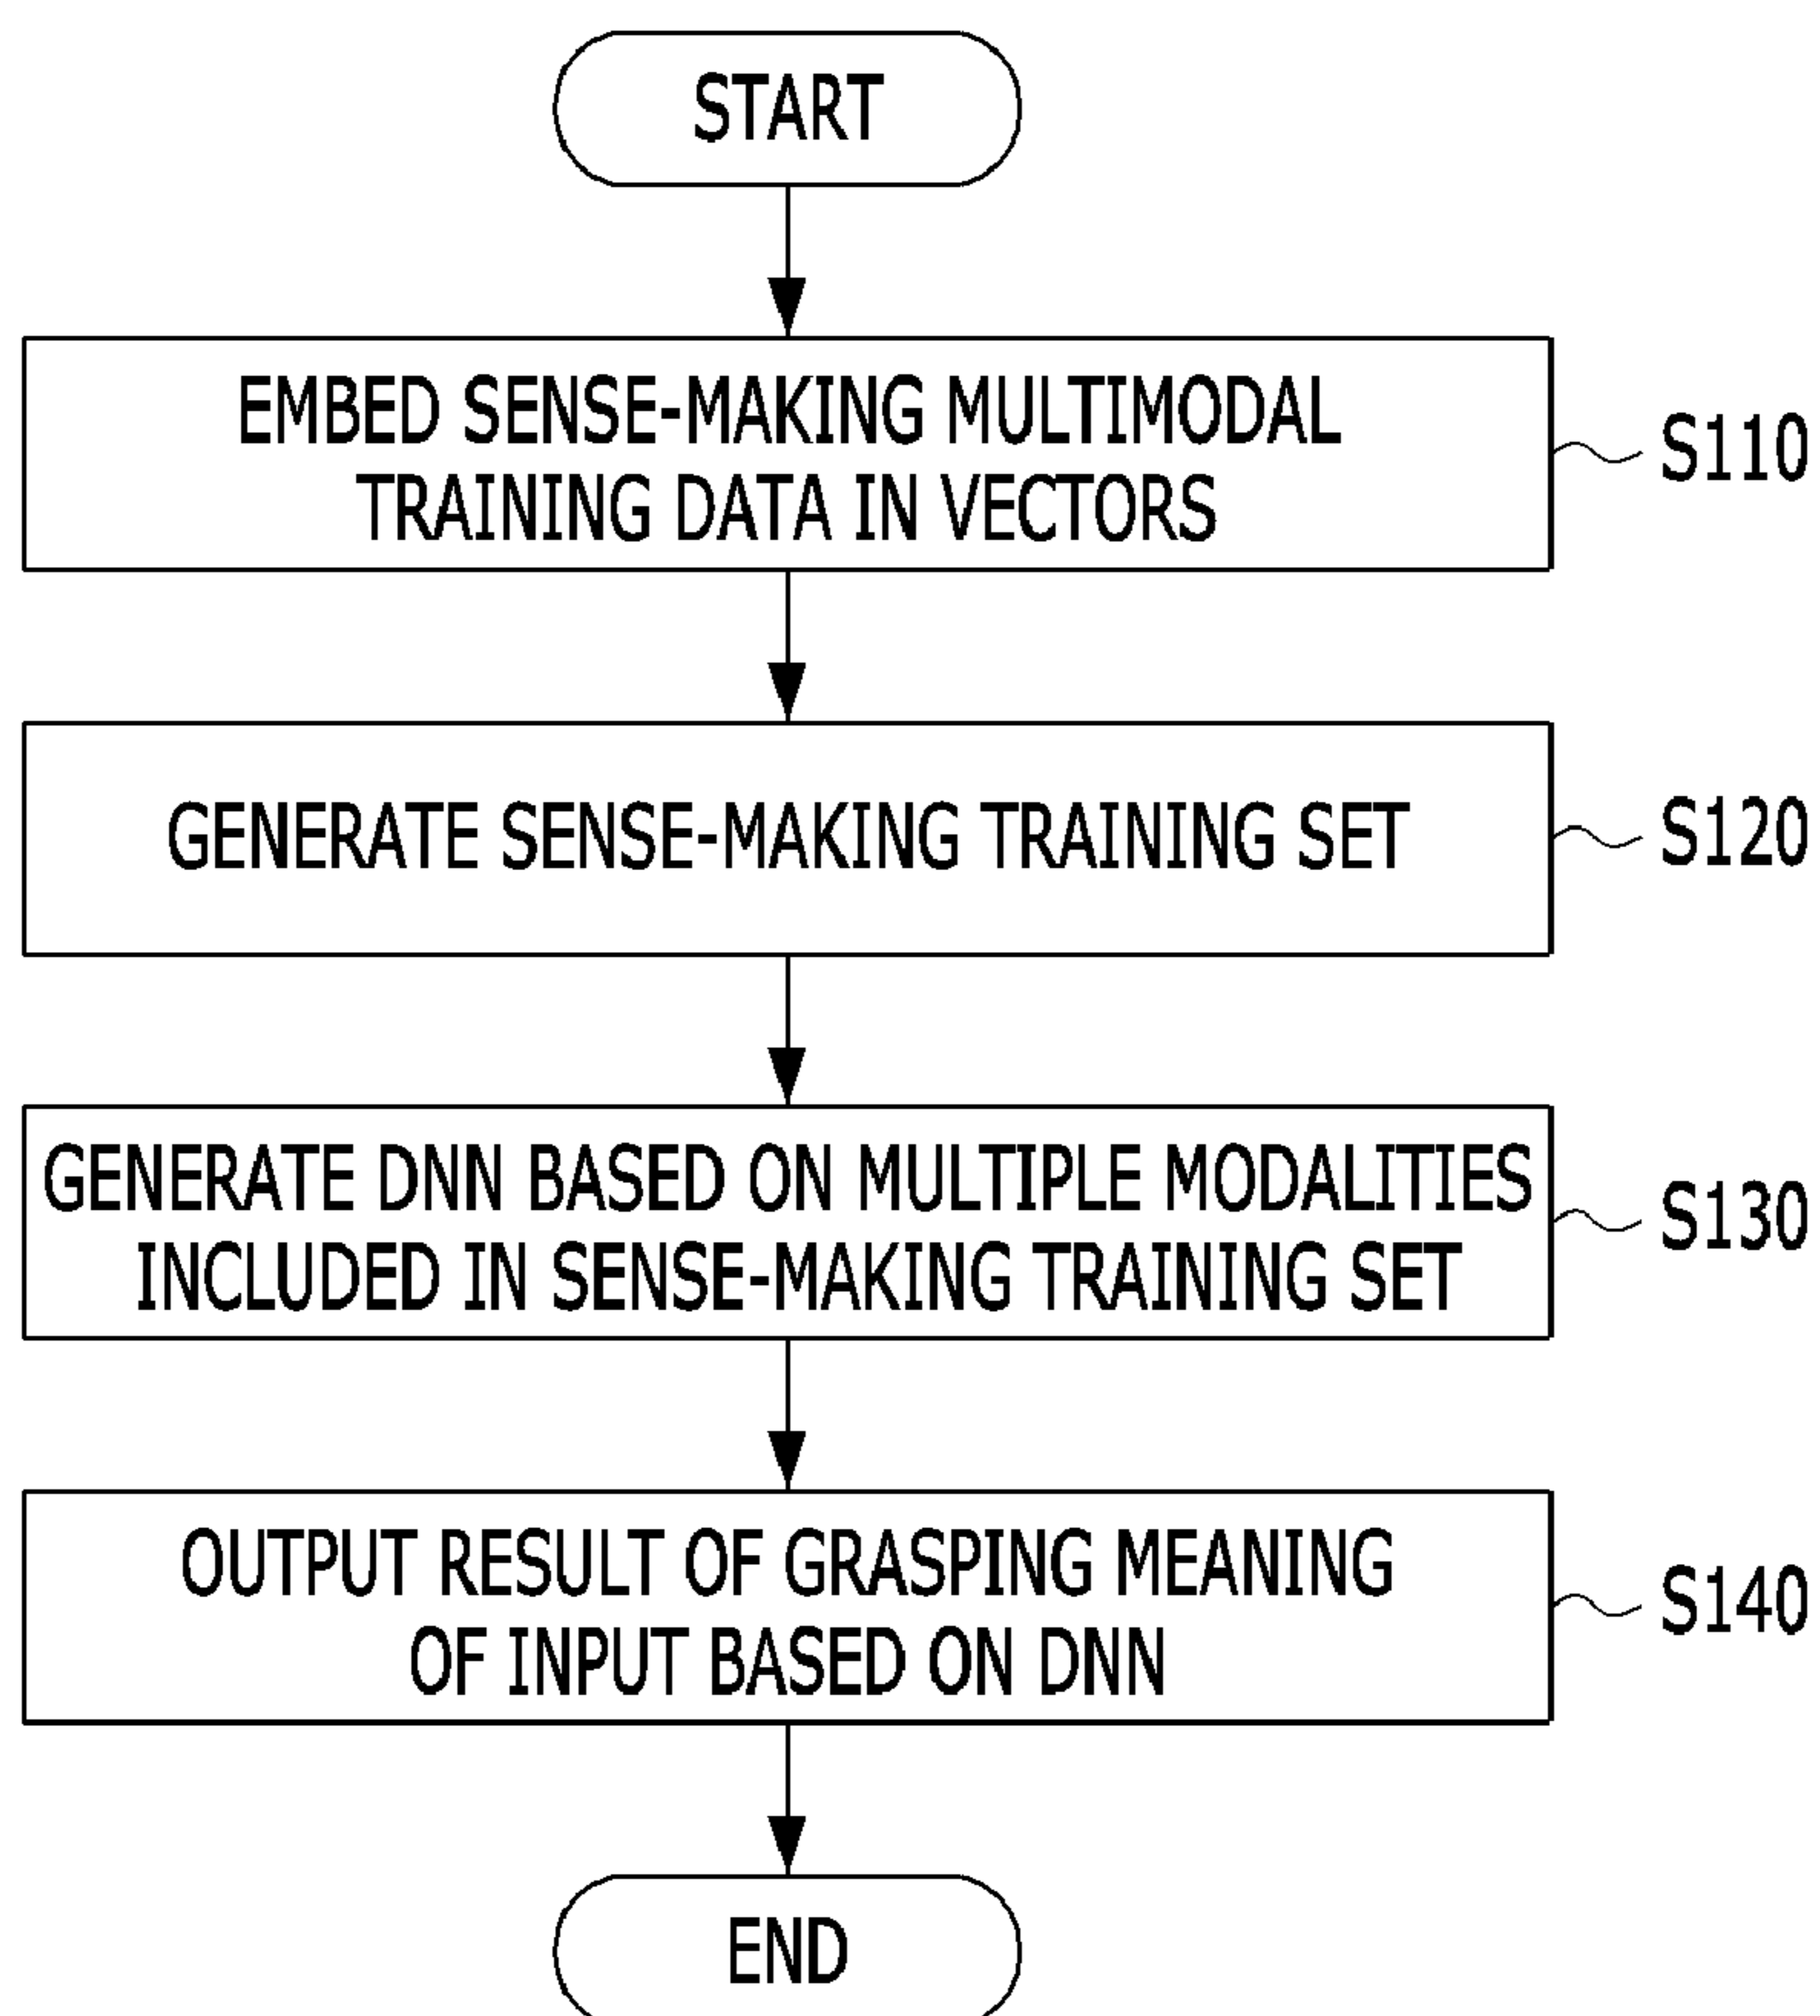 START
EMBED SENSE-MAKING MULTIMODAL
TRAINING DATA IN VECTORS
S110
GENERATE SENSE-MAKING TRAINING SET
S120
GENERATE DNN BASED ON MULTIPLE MODALITIES
INCLUDED IN SENSE-MAKING TRAINING SET
S130
OUTPUT RESULT OF GRASPING MEANING
OF INPUT BASED ON DNN
S140
END